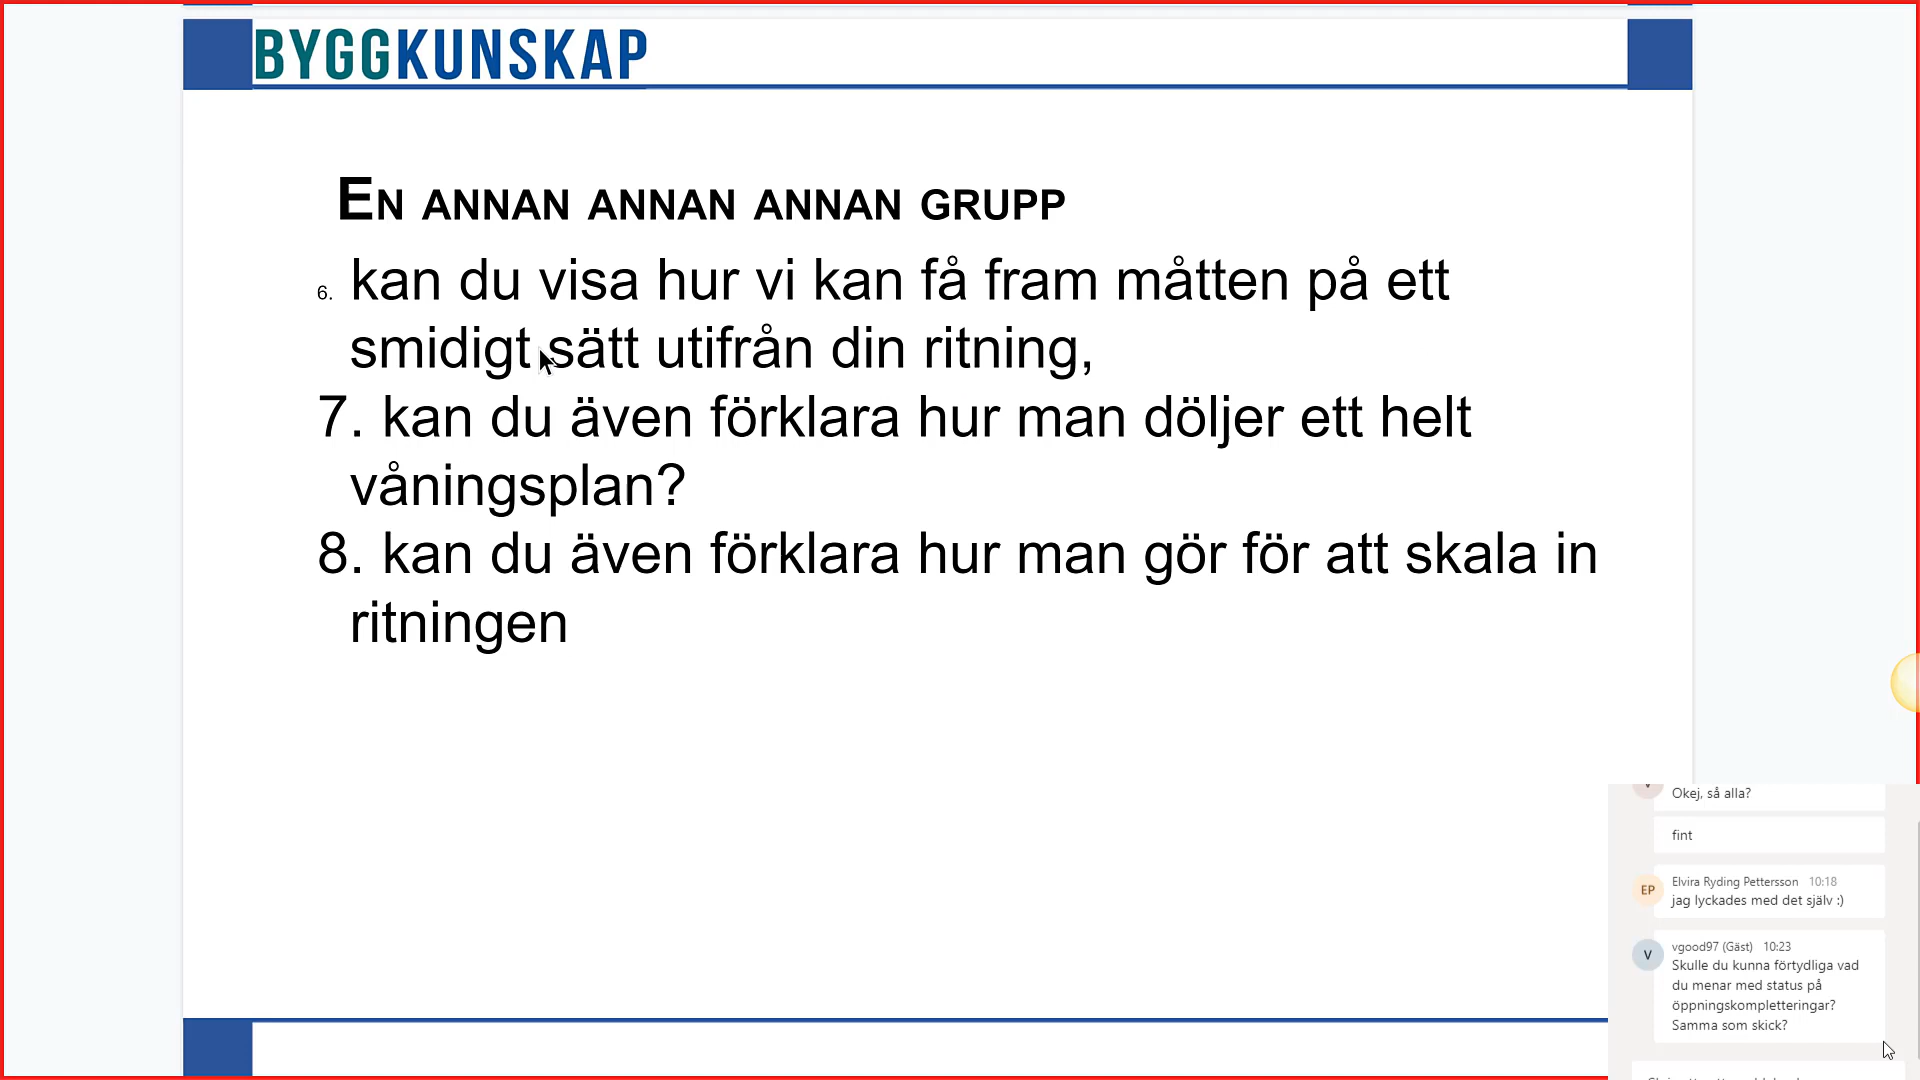 BYGGKUNSKAP
EN ANNAN ANNAN ANNAN GRUPP
6. kan du visa hur vi kan få fram måtten på ett
smidigt sätt utifrån din ritning,
7. kan du även förklara hur man döljer ett helt
våningsplan?
8. kan du även förklara hur man gör för att skala in
ritningen
Okej, så alla?
fint
EP
Elvira Ryding Pettersson 10:18
jag lyckades med det själv :)
V
vgood97 (Gäst) 10:23
Skulle du kunna förtydliga vad
du menar med status på
öppningskompletteringar?
Samma som skick?